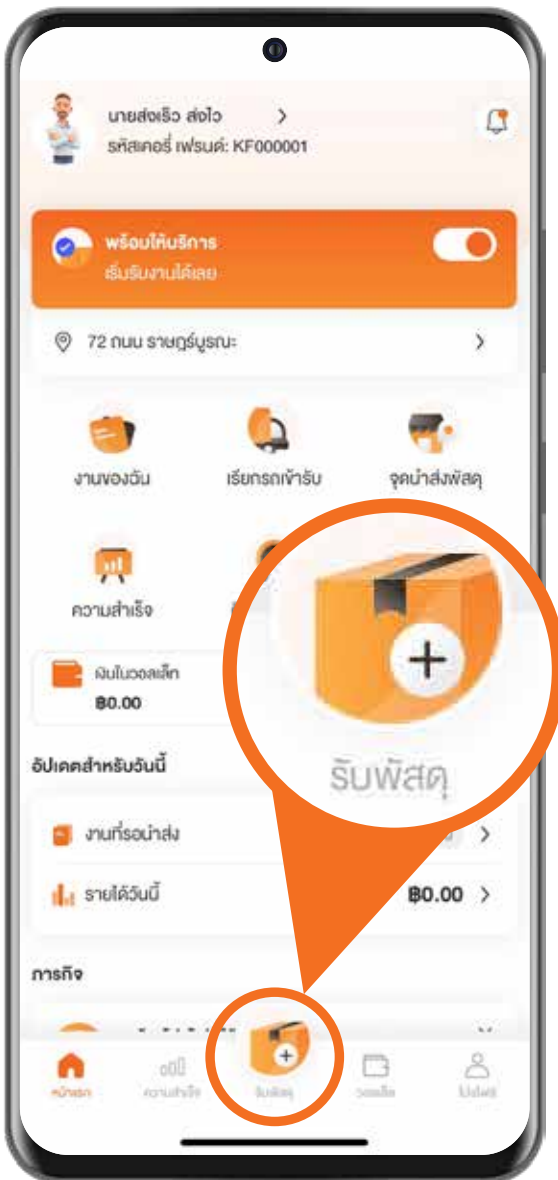 นายส่งเร็ว ส่งไว
รหัสเคอรี่ เฟรนด์: KF000001
พร้อมให้บริการ
เริ่มรับงานได้เลย
72 ถนน ราษฎร์บูรณะ
งานของฉัน เรียกรถเข้ารับ จุดนำส่งพัสดุ
ความสำเร็จ
เงินในวอลเล็ท
฿0.00
รับพัสดุ
อัปเดตสำหรับวันนี้
งานที่รอนำส่ง
รายได้วันนี้ ฿0.00
ภารกิจ
หน้าแรก ความสำเร็จ รับพัสดุ วอลเล็ต โปรไฟล์